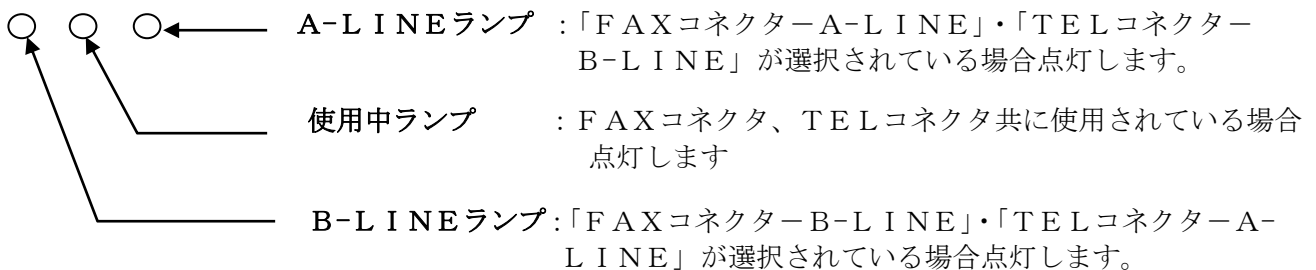 A-ＬＩＮＥランプ ：「ＦＡＸコネクター－A-ＬＩＮＥ」・「ＴＥＬコネクター－
B-ＬＩＮＥ」が選択されている場合点灯します。
使用中ランプ ：ＦＡＸコネクタ、ＴＥＬコネクタ共に使用されている場合
点灯します
B-ＬＩＮＥランプ：「ＦＡＸコネクター－B-ＬＩＮＥ」・「ＴＥＬコネクター－A-
ＬＩＮＥ」が選択されている場合点灯します。